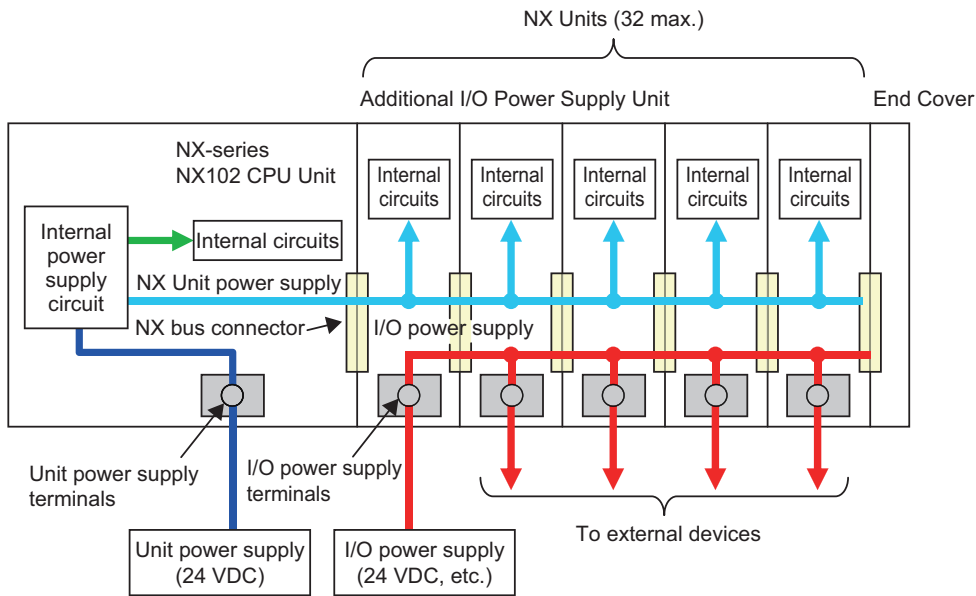 NX Units (32 max.)
Additional I/O Power Supply Unit
End Cover
NX-series
NX102 CPU Unit
Internal
circuits
Internal
circuits
Internal
circuits
Internal
circuits
Internal
circuits
Internal
power
supply
circuit
Internal circuits
NX Unit power supply
NX bus connector
I/O power supply
Unit power supply
terminals
I/O power supply
terminals
To external devices
Unit power supply
(24 VDC)
I/O power supply
(24 VDC, etc.)